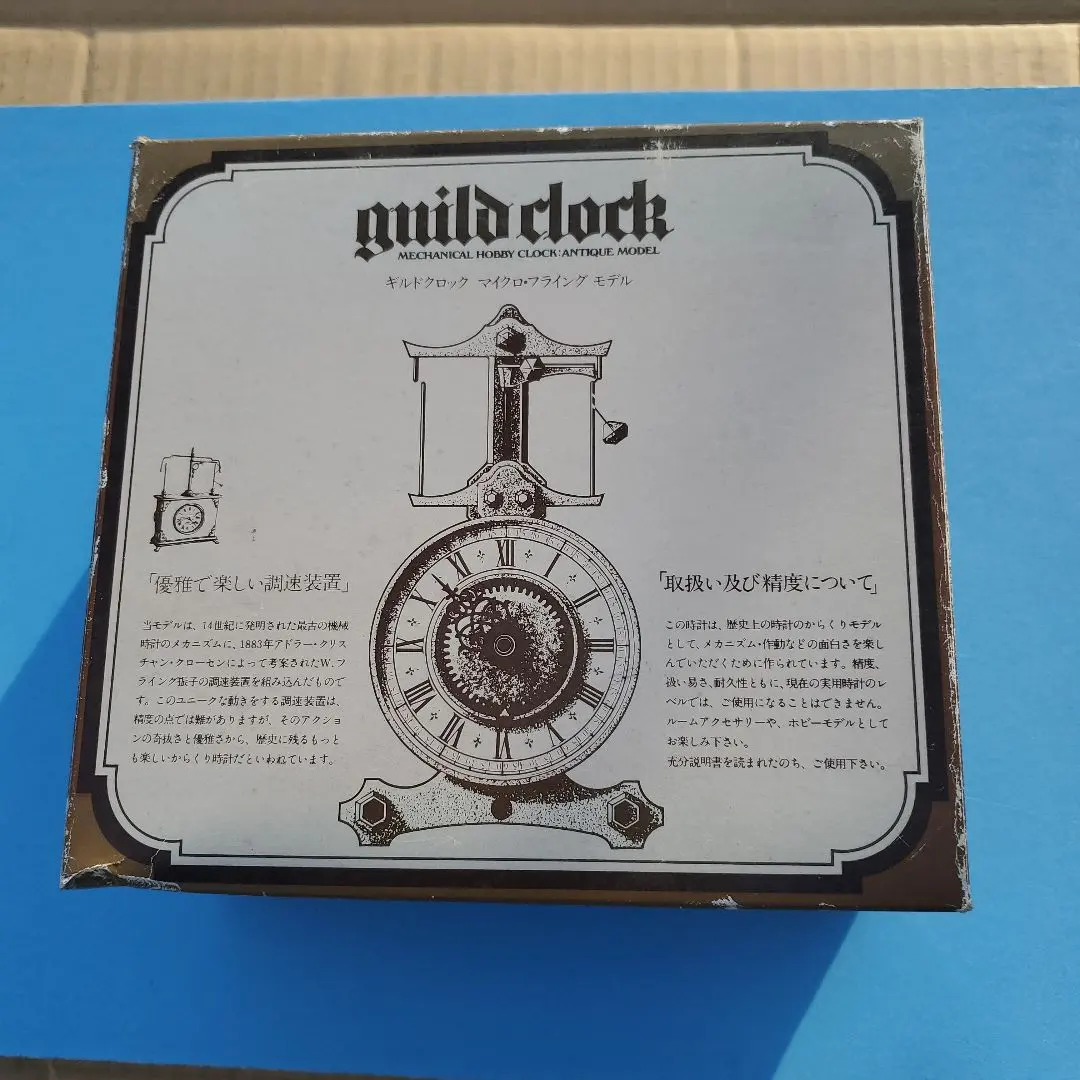 guild clock
MECHANICAL HOBBY CLOCK:ANTIQUE MODEL
ギルドクロック マイクロ・フライング モデル
「優雅で楽しい調速装置」
当モデルは、14世紀に発明された最古の機械
時計のメカニズムに、1883年アドラー・クリス
チャン・クローセンによって考案されたW.フ
ライング振子の調速装置を組み込んだもので
す。このユニークな動きをする調速装置は、
精度の点では難がありますが、そのアクショ
ンの奇抜さと優雅さから、歴史に残るもっと
も楽しいからくり時計だといわれています。
XII
I
II
III
IIII
V
VI
VII
VIII
IX
X
XI
「取扱い及び精度について」
この時計は、歴史上の時計のからくりモデル
として、メカニズム・作動などの面白さを楽し
んでいただくために作られています。精度、
扱い易さ、耐久性ともに、現在の実用時計のレ
ベルでは、ご使用になることはできません。
ルームアクセサリーや、ホビーモデルとして
お楽しみ下さい。
充分説明書を読まれたのち、ご使用下さい。